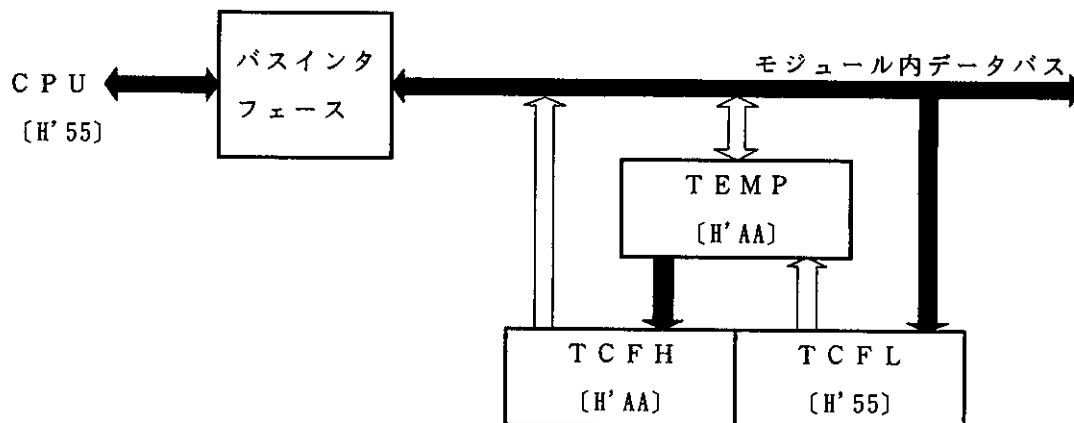 バスインタ
フェース
CPU
〔H'55〕
モジュール内データバス
TEMP
〔H'AA〕
TCFH
〔H'AA〕
TCFL
〔H'55〕